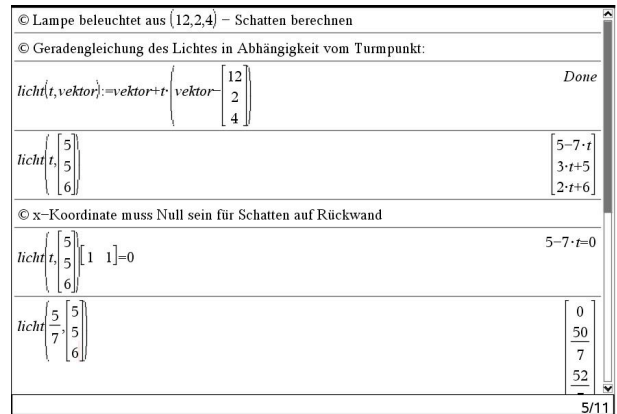 © Lampe beleuchtet aus (12,2,4) − Schatten berechnen
© Geradengleichung des Lichtes in Abhängigkeit vom Turmpunkt:
licht(t,vektor):=vektor+t·(vektor−[12 2 4]) Done
licht(t,[5 5 6]) [5−7·t 3·t+5 2·t+6]
© x−Koordinate muss Null sein für Schatten auf Rückwand
licht(t,[5 5 6])[1 1]=0 5−7·t=0
licht(5/7,[5 5 6]) [0 50/7 52/
5/11